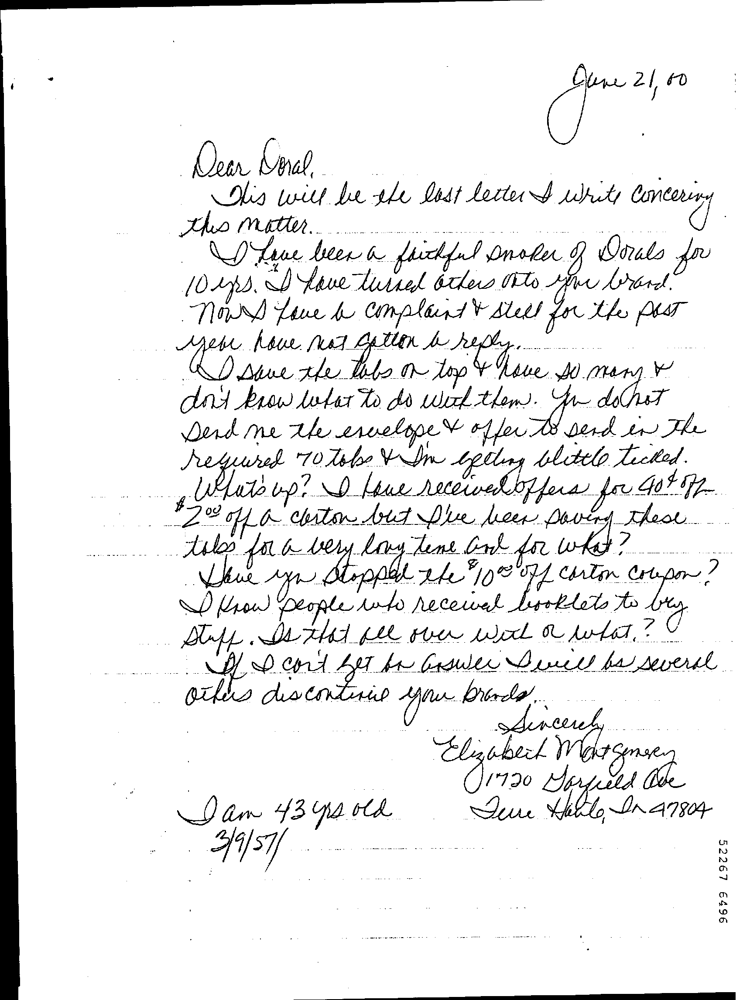 June 21, 00
Dear Doral,
This will be the last letter I write concering
this matter.
I have been a faithful smoker of Dorals for
10 yrs. I have turned others onto your brand.
Now I have a complaint & still for the past
year have not gotton a reply.
I save the tabs on top & have so many &
don't know what to do with them. You do not
send me the envelope & offer to send in the
required 70 tabs & I'm getting alittle ticked.
What's up? I have received offers for 40¢ off
$2.00 off a carton but I've been saving these
tabs for a very long time and for what?
Have you stopped the $10.00 off carton coupon?
I know people who received booklets to buy
stuff. Is that all over with or what?
If I can't get an answer I will as several
others discontinue your brands.
Sincerely
Elizabeth Montgomery
1720 Garfield Ave
Terre Haute, In 47804
I am 43 yrs old
3/9/57/
52267 6496